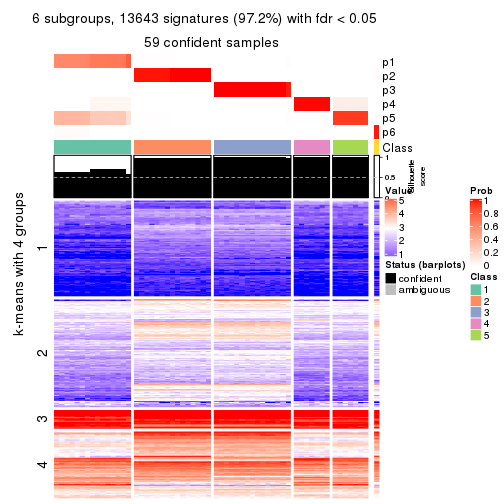 6 subgroups, 13643 signatures (97.2%) with fdr < 0.05
59 confident samples
p1
p2
p3
p4
p5
p6
Class
1
0.5
0
Silhouette
score
k-means with 4 groups
1
2
3
4
Value
5
4
3
2
1
Status (barplots)
confident
ambiguous
Prob
1
0.8
0.6
0.4
0.2
0
Class
1
2
3
4
5